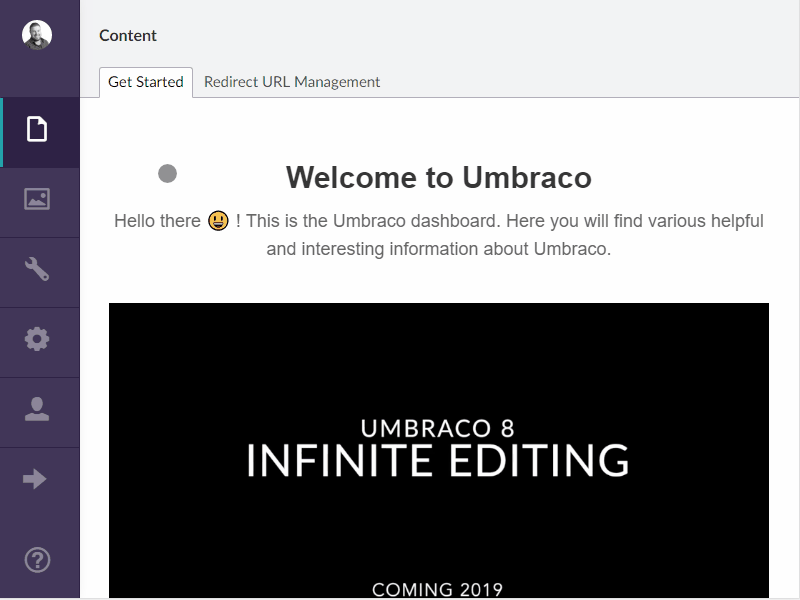 Content
Get Started
Redirect URL Management
Welcome to Umbraco
Hello there 😃 ! This is the Umbraco dashboard. Here you will find various helpful
and interesting information about Umbraco.
UMBRACO 8
INFINITE EDITING
COMING 2019